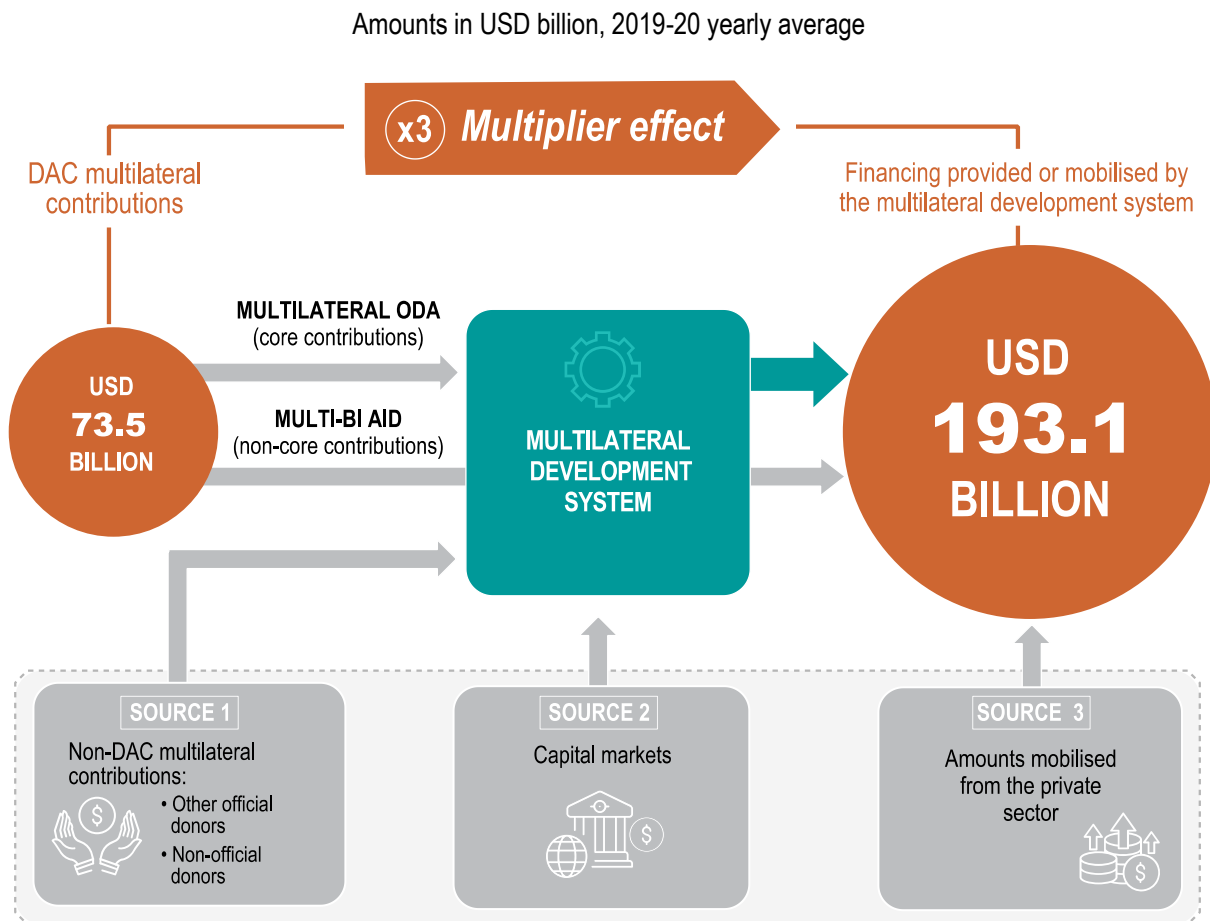 Amounts in USD billion, 2019-20 yearly average
x3 Multiplier effect
DAC multilateral
contributions
Financing provided or mobilised by
the multilateral development system
MULTILATERAL ODA
(core contributions)
USD
73.5
BILLION
MULTI-BI AID
(non-core contributions)
MULTILATERAL
DEVELOPMENT
SYSTEM
USD
193.1
BILLION
SOURCE 1
Non-DAC multilateral
contributions:
• Other official
donors
• Non-official
donors
$
SOURCE 2
Capital markets
$
SOURCE 3
Amounts mobilised
from the private
sector
$